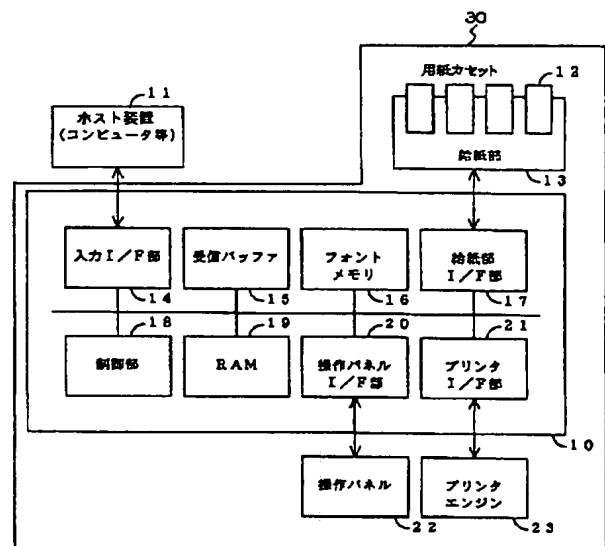 30
用紙カセット
12
11
ホスト装置
(コンピュータ等)
給紙部
13
入力I/F部
受信バッファ
フォント
メモリ
給紙部
I/F部
14
15
16
17
18
19
20
21
制御部
RAM
操作パネル
I/F部
プリンタ
I/F部
10
操作パネル
プリンタ
エンジン
22
23